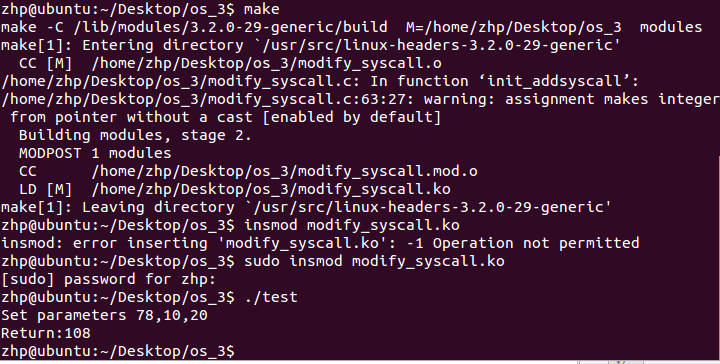 zhp@ubuntu:~/Desktop/os_3$ make
make -C /lib/modules/3.2.0-29-generic/build  M=/home/zhp/Desktop/os_3  modules
make[1]: Entering directory `/usr/src/linux-headers-3.2.0-29-generic'
  CC [M]  /home/zhp/Desktop/os_3/modify_syscall.o
/home/zhp/Desktop/os_3/modify_syscall.c: In function ‘init_addsyscall’:
/home/zhp/Desktop/os_3/modify_syscall.c:63:27: warning: assignment makes integer
 from pointer without a cast [enabled by default]
  Building modules, stage 2.
  MODPOST 1 modules
  CC      /home/zhp/Desktop/os_3/modify_syscall.mod.o
  LD [M]  /home/zhp/Desktop/os_3/modify_syscall.ko
make[1]: Leaving directory `/usr/src/linux-headers-3.2.0-29-generic'
zhp@ubuntu:~/Desktop/os_3$ insmod modify_syscall.ko
insmod: error inserting 'modify_syscall.ko': -1 Operation not permitted
zhp@ubuntu:~/Desktop/os_3$ sudo insmod modify_syscall.ko
[sudo] password for zhp:
zhp@ubuntu:~/Desktop/os_3$ ./test
Set parameters 78,10,20
Return:108
zhp@ubuntu:~/Desktop/os_3$